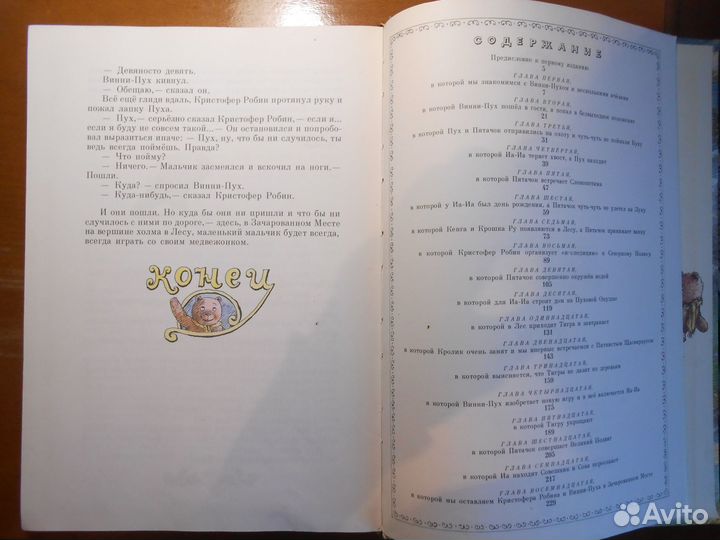 — Девяносто девять.
Винни-Пух кивнул.
— Обещаю,— сказал он.
Всё ещё глядя вдаль, Кристофер Робин протянул руку и
пожал лапку Пуха.
— Пух,— серьёзно сказал Кристофер Робин,— если я...
если я буду не совсем такой...— Он остановился и попробо-
вал выразиться иначе: — Пух, ну, что бы ни случилось, ты
ведь всегда поймёшь. Правда?
— Что пойму?
— Ничего.— Мальчик засмеялся и вскочил на ноги.—
Пошли.
— Куда? — спросил Винни-Пух.
— Куда-нибудь,— сказал Кристофер Робин.
И они пошли. Но куда бы они ни пришли и что бы ни
случилось с ними по дороге,— здесь, в Зачарованном Месте
на вершине холма в Лесу, маленький мальчик будет всегда,
всегда играть со своим медвежонком.
КОНЕЦ
СОДЕРЖАНИЕ
Предисловие к первому изданию
5
ГЛАВА ПЕРВАЯ,
в которой мы знакомимся с Винни-Пухом и несколькими пчёлами
7
ГЛАВА ВТОРАЯ,
в которой Винни-Пух пошёл в гости, а попал в безвыходное положение
21
ГЛАВА ТРЕТЬЯ,
в которой Пух и Пятачок отправились на охоту и чуть-чуть не поймали Буку
31
ГЛАВА ЧЕТВЕРТАЯ,
в которой Иа-Иа теряет хвост, а Пух находит
39
ГЛАВА ПЯТАЯ,
в которой Пятачок встречает Слонопотама
47
ГЛАВА ШЕСТАЯ,
в которой у Иа-Иа был день рождения, а Пятачок чуть-чуть не улетел на Луну
59
ГЛАВА СЕДЬМАЯ,
в которой Кенга и Крошка Ру появляются в Лесу, а Пятачок принимает ванну
73
ГЛАВА ВОСЬМАЯ,
в которой Кристофер Робин организует «искпедицию» к Северному Полюсу
89
ГЛАВА ДЕВЯТАЯ,
в которой Пятачок совершенно окружён водой
105
ГЛАВА ДЕСЯТАЯ,
в которой для Иа-Иа строят дом на Пуховой Опушке
119
ГЛАВА ОДИННАДЦАТАЯ,
в которой в Лес приходит Тигра и завтракает
131
ГЛАВА ДВЕНАДЦАТАЯ,
в которой Кролик очень занят и мы впервые встречаемся с Пятнистым Щасвирнусом
143
ГЛАВА ТРИНАДЦАТАЯ,
в которой выясняется, что Тигры не лазят по деревьям
159
ГЛАВА ЧЕТЫРНАДЦАТАЯ,
в которой Винни-Пух изобретает новую игру и в неё включается Иа-Иа
175
ГЛАВА ПЯТНАДЦАТАЯ,
в которой Тигру укрощают
189
ГЛАВА ШЕСТНАДЦАТАЯ,
в которой Пятачок совершает Великий Подвиг
205
ГЛАВА СЕМНАДЦАТАЯ,
в которой Иа находит Совешник и Сова переезжает
217
ГЛАВА ВОСЕМНАДЦАТАЯ,
в которой мы оставляем Кристофера Робина и Винни-Пуха в Зачарованном Месте
229
Avito